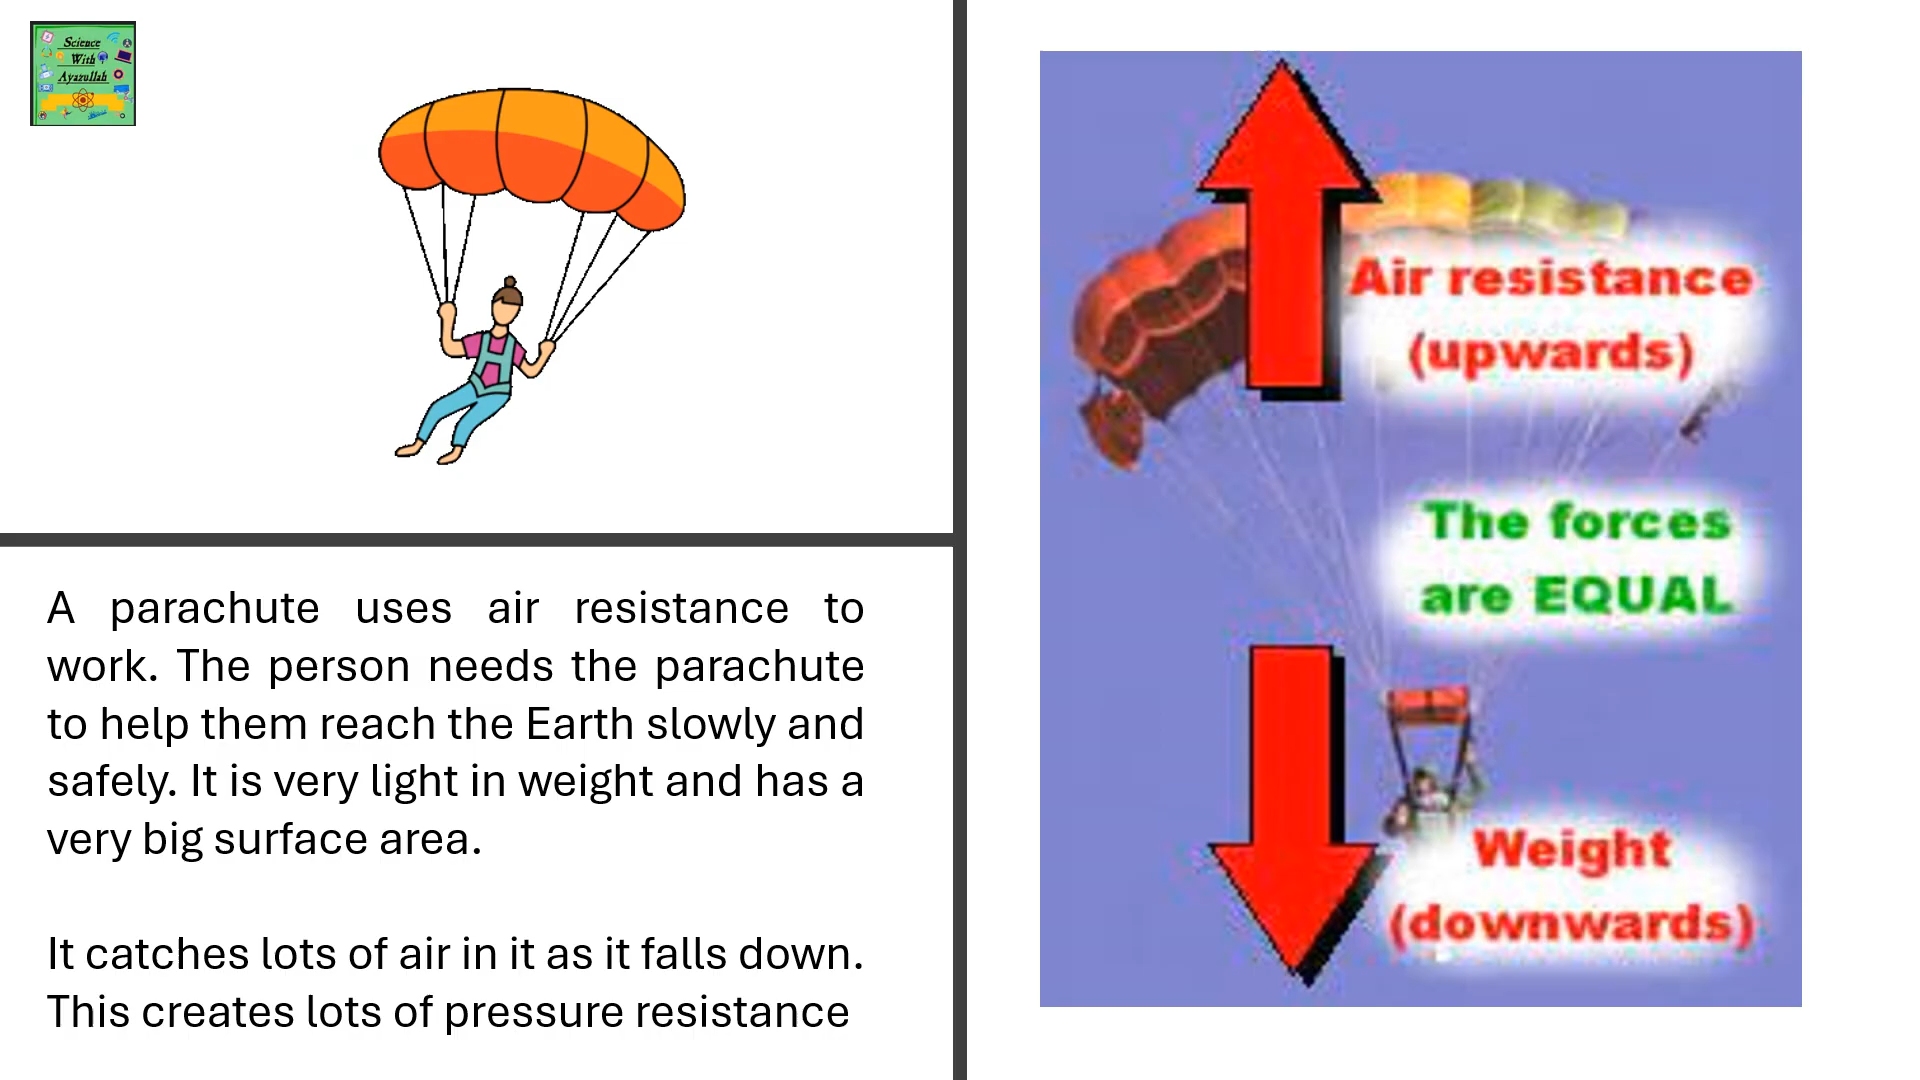 Science
With
Ayazullah
A parachute uses air resistance to
work. The person needs the parachute
to help them reach the Earth slowly and
safely. It is very light in weight and has a
very big surface area.
It catches lots of air in it as it falls down.
This creates lots of pressure resistance
Air resistance
(upwards)
The forces
are EQUAL
Weight
(downwards)